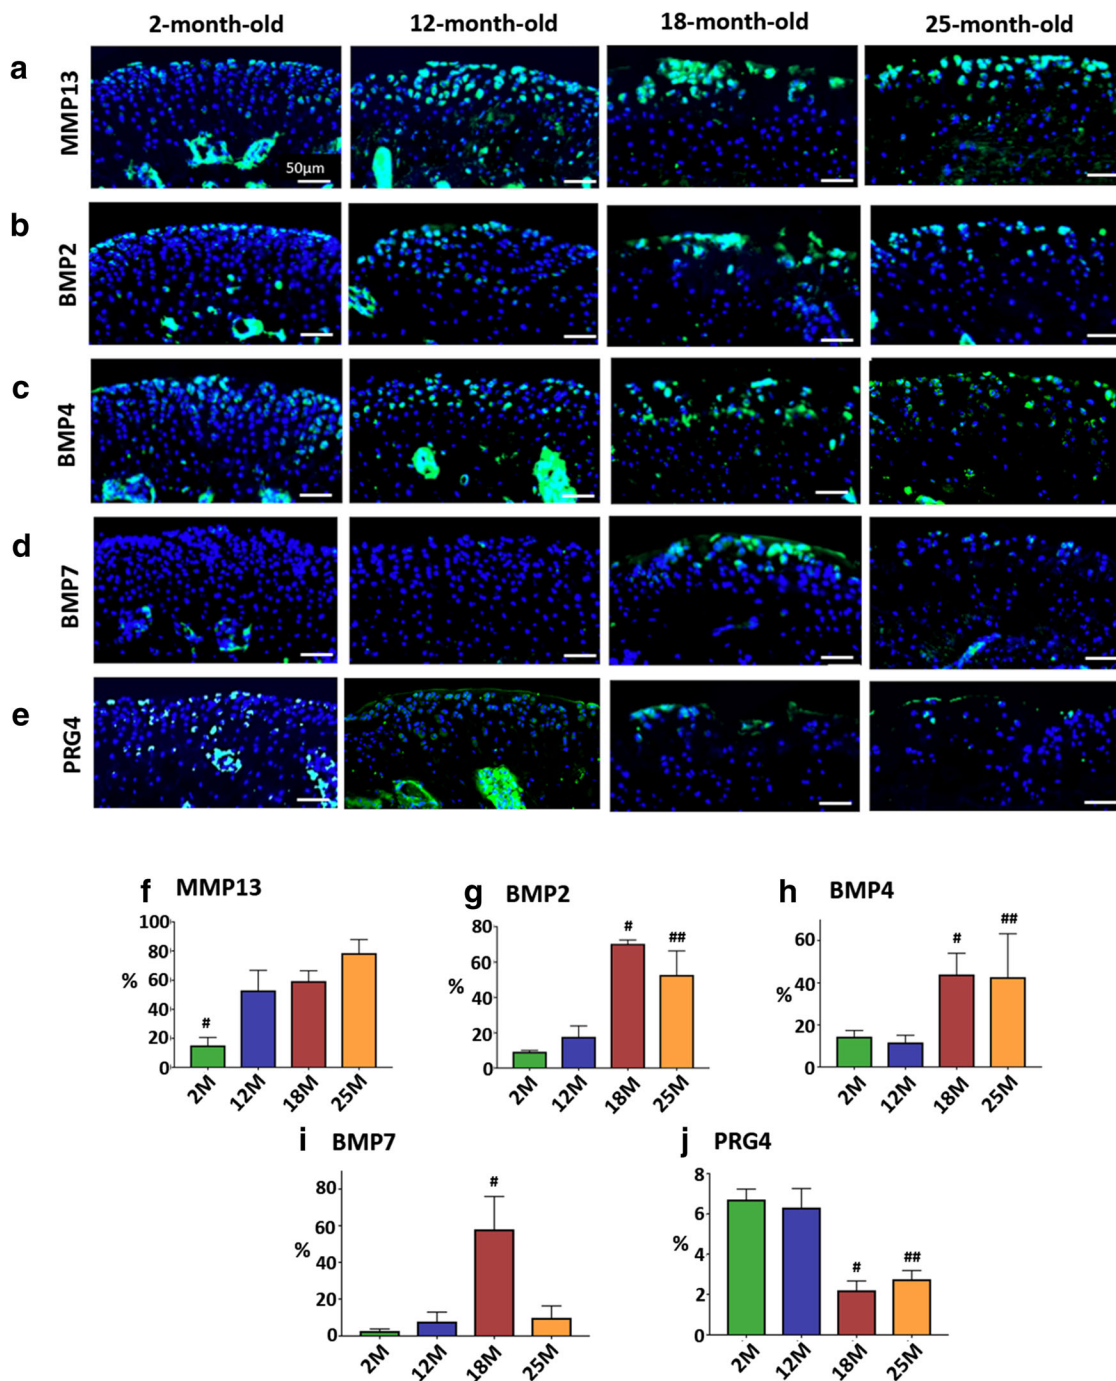 2-month-old 12-month-old 18-month-old 25-month-old
a MMP13
50µm
b BMP2
c BMP4
d BMP7
e PRG4
f MMP13
100
80
60
40
20
0
%
#
2M 12M 18M 25M
g BMP2
80
60
40
20
0
%
# ##
2M 12M 18M 25M
h BMP4
60
40
20
0
%
# ##
2M 12M 18M 25M
i BMP7
80
60
40
20
0
%
#
2M 12M 18M 25M
j PRG4
8
6
4
2
0
%
# ##
2M 12M 18M 25M